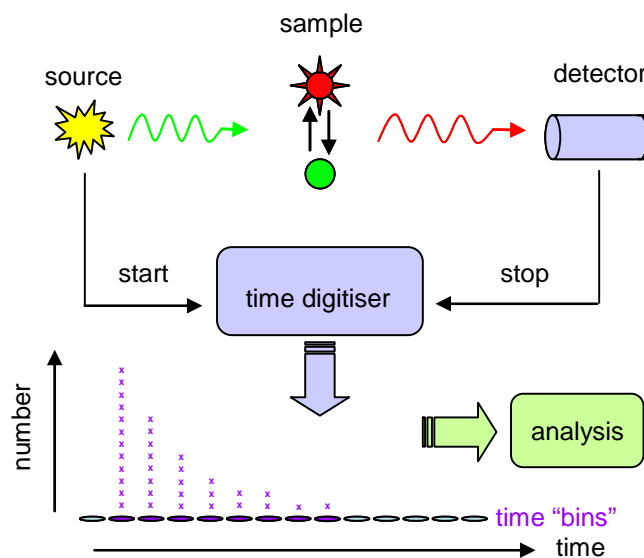 sample
source
detector
start
stop
time digitiser
number
analysis
time “bins”
time